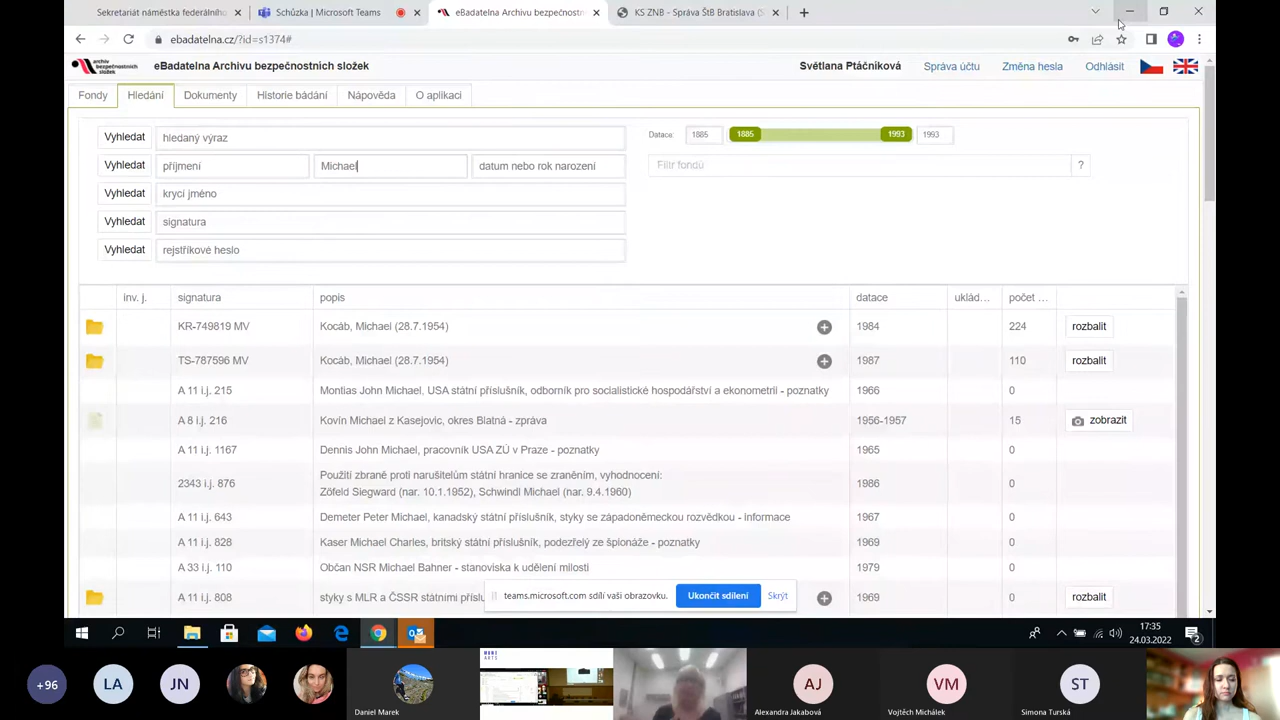 Sekretariát náměstka federálního
Schůzka | Microsoft Teams
eBadatelna Archivu bezpečnostn
KS ZNB - Správa ŠtB Bratislava (5
ebadatelna.cz/?id=s1374#
archiv bezpečnostních složek
eBadatelna Archivu bezpečnostních složek
Světlana Ptáčníková
Správa účtu
Změna hesla
Odhlásit
Fondy
Hledání
Dokumenty
Historie bádání
Nápověda
O aplikaci
Vyhledat
hledaný výraz
Datace:
1885
1885
1993
1993
Vyhledat
příjmení
Michael
datum nebo rok narození
Filtr fondů
?
Vyhledat
krycí jméno
Vyhledat
signatura
Vyhledat
rejstříkové heslo
inv. j. signatura popis datace uklád... počet ...
KR-749819 MV Kocáb, Michael (28.7.1954) 1984 224 rozbalit
TS-787596 MV Kocáb, Michael (28.7.1954) 1987 110 rozbalit
A 11 i.j. 215 Montias John Michael, USA státní příslušník, odborník pro socialistické hospodářství a ekonometrii - poznatky 1966 0
A 8 i.j. 216 Kovín Michael z Kasejovic, okres Blatná - zpráva 1956-1957 15 zobrazit
A 11 i.j. 1167 Dennis John Michael, pracovník USA ZÚ v Praze - poznatky 1965 0
Použití zbraně proti narušitelům státní hranice se zraněním, vyhodnocení:
2343 i.j. 876 1986 0
Zöfeld Siegward (nar. 10.1.1952), Schwindl Michael (nar. 9.4.1960)
A 11 i.j. 643 Demeter Peter Michael, kanadský státní příslušník, styky se západoněmeckou rozvědkou - informace 1967 0
A 11 i.j. 828 Kaser Michael Charles, britský státní příslušník, podezřelý ze špionáže - poznatky 1969 0
A 33 i.j. 110 Občan NSR Michael Bahner - stanoviska k udělení milosti 1979 0
A 11 i.j. 808 styky s MLR a ČSSR státními příslu 1969 0 rozbalit
teams.microsoft.com sdílí vaši obrazovku.
Ukončit sdílení
Skrýt
17:35
24.03.2022
2
+96
LA
JN
Daniel Marek
MUNI
ARTS
AJ
Alexandra Jakabová
VM
Vojtěch Michálek
ST
Simona Turská